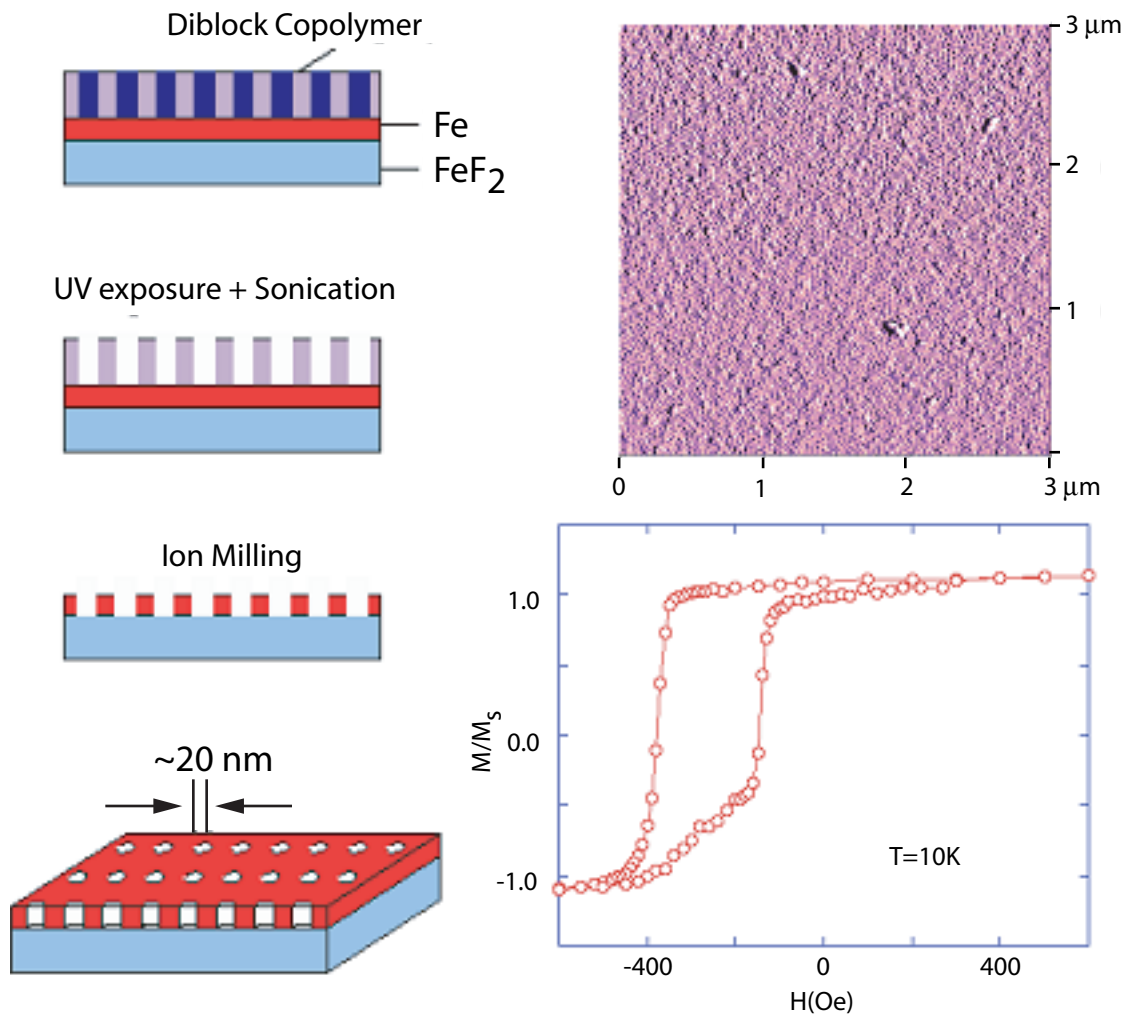 Diblock Copolymer
Fe
FeF2
UV exposure + Sonication
Ion Milling
~20 nm
3 μm
2
1
0 1 2 3 μm
1.0
0.0
-1.0
M/Ms
T=10K
-400 0 400
H(Oe)